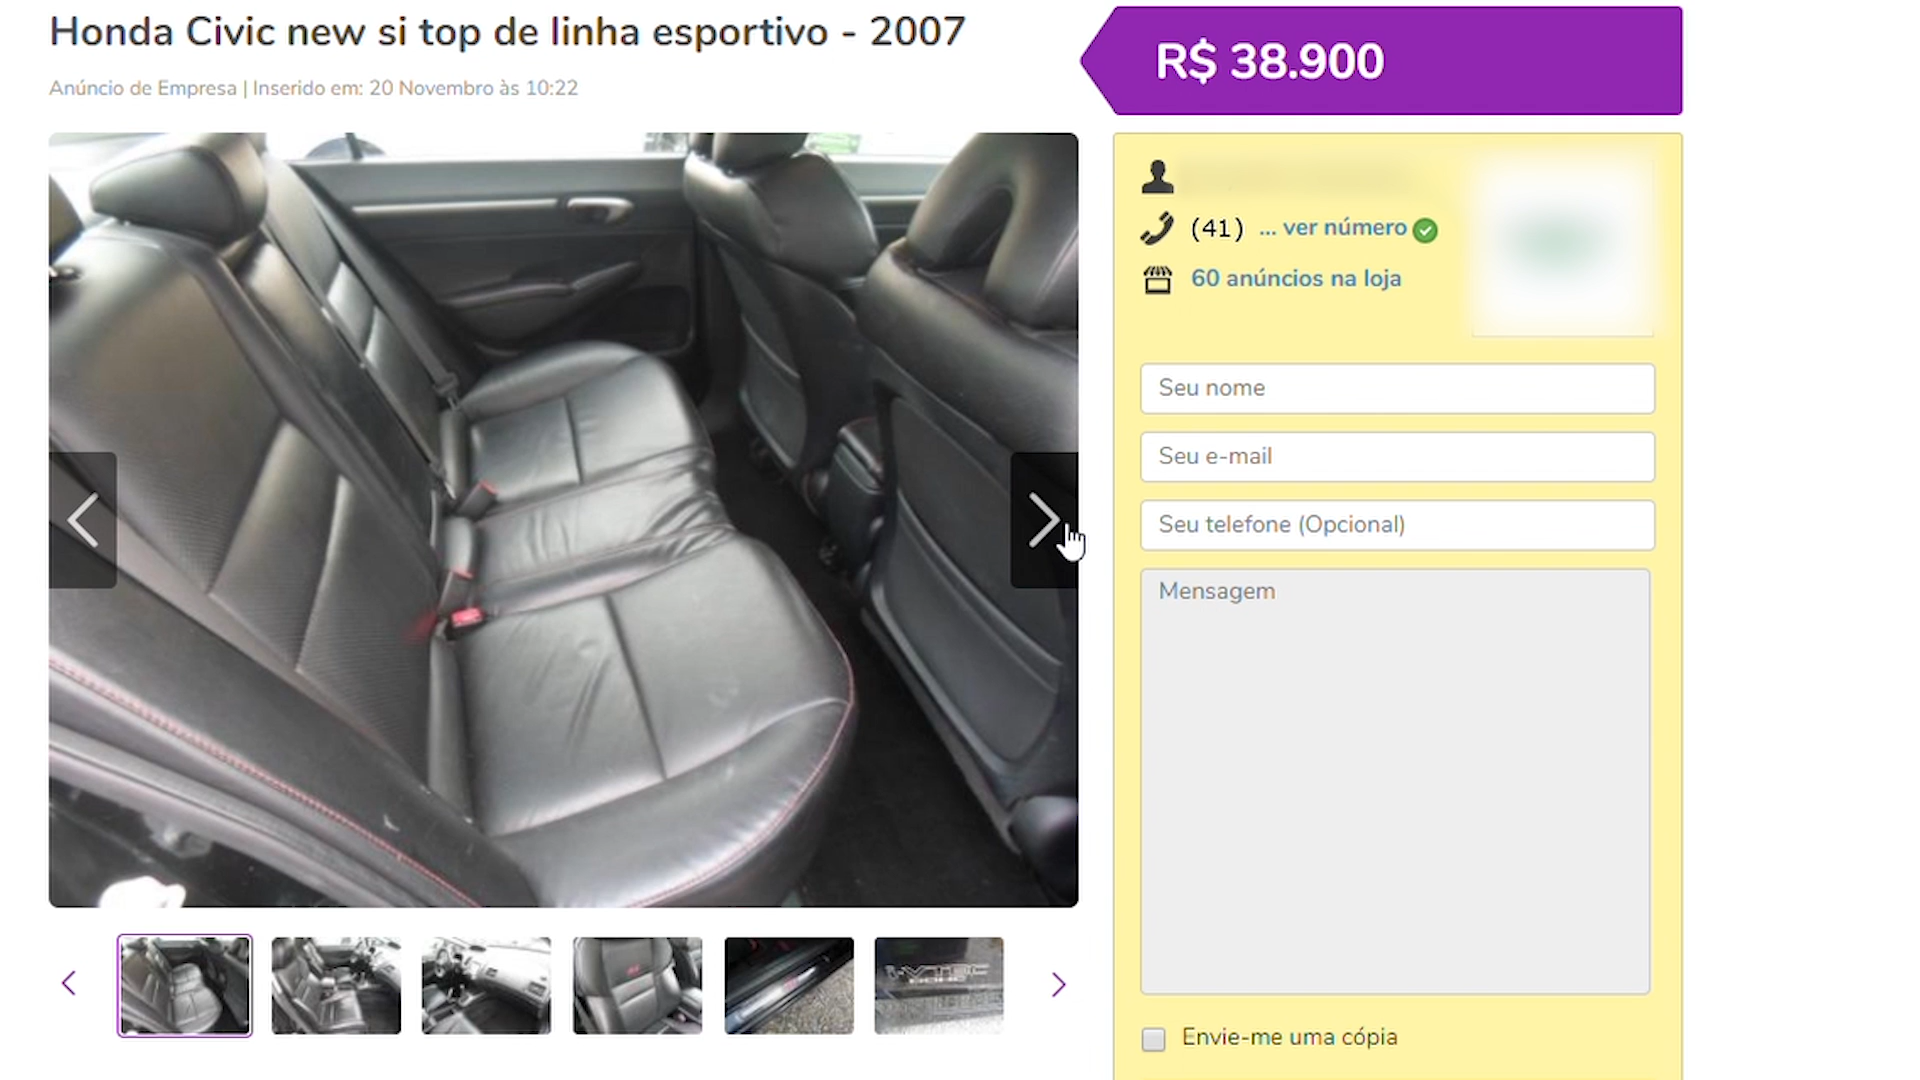 Honda Civic new si top de linha esportivo - 2007
Anúncio de Empresa | Inserido em: 20 Novembro às 10:22
R$ 38.900
(41) ... ver número
60 anúncios na loja
Seu nome
Seu e-mail
Seu telefone (Opcional)
Mensagem
Envie-me uma cópia
i-VTEC
DOHC